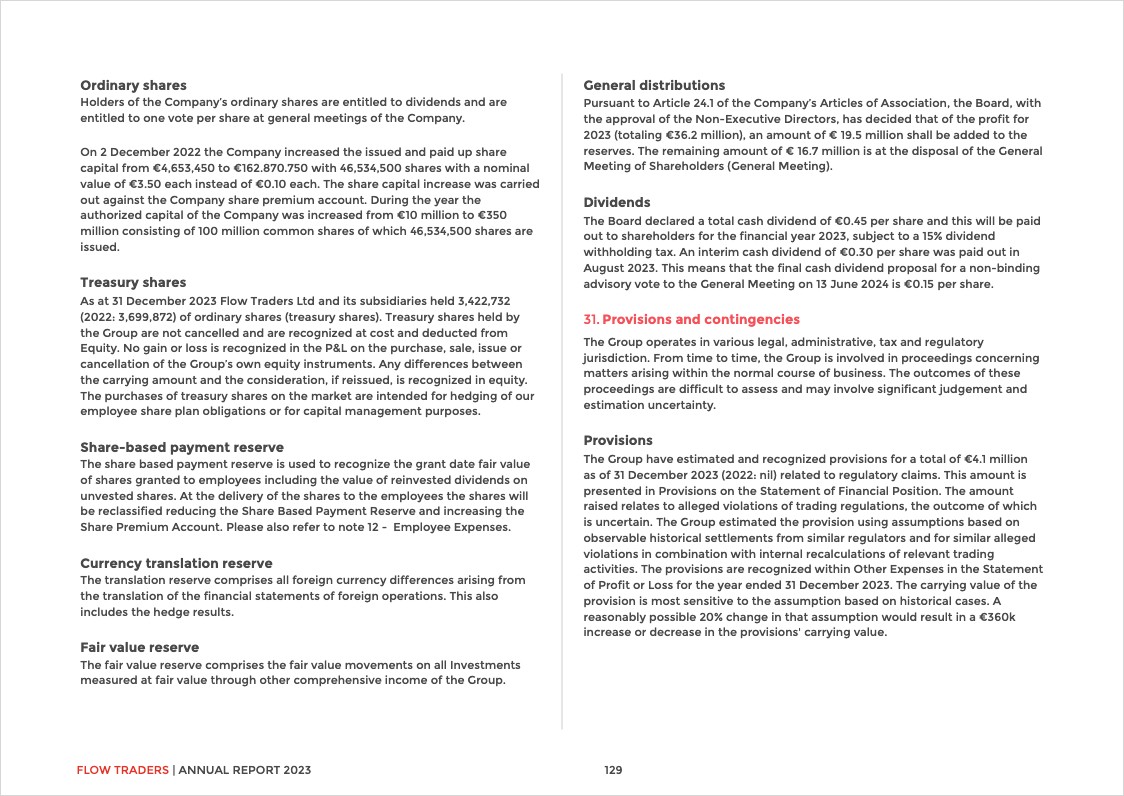 Ordinary shares
Holders of the Company's ordinary shares are entitled to dividends and are
entitled to one vote per share at general meetings of the Company.
On 2 December 2022 the Company increased the issued and paid up share
capital from €4,653,450 to €162.870.750 with 46,534,500 shares with a nominal
value of €3.50 each instead of €0.10 each. The share capital increase was carried
out against the Company share premium account. During the year the
authorized capital of the Company was increased from €10 million to €350
million consisting of 100 million common shares of which 46,534,500 shares are
issued.
Treasury shares
As at 31 December 2023 Flow Traders Ltd and its subsidiaries held 3,422,732
(2022: 3,699,872) of ordinary shares (treasury shares). Treasury shares held by
the Group are not cancelled and are recognized at cost and deducted from
Equity. No gain or loss is recognized in the P&L on the purchase, sale, issue or
cancellation of the Group's own equity instruments. Any differences between
the carrying amount and the consideration, if reissued, is recognized in equity.
The purchases of treasury shares on the market are intended for hedging of our
employee share plan obligations or for capital management purposes.
Share-based payment reserve
The share based payment reserve is used to recognize the grant date fair value
of shares granted to employees including the value of reinvested dividends on
unvested shares. At the delivery of the shares to the employees the shares will
be reclassified reducing the Share Based Payment Reserve and increasing the
Share Premium Account. Please also refer to note 12 -  Employee Expenses.
Currency translation reserve
The translation reserve comprises all foreign currency differences arising from
the translation of the financial statements of foreign operations. This also
includes the hedge results.
Fair value reserve
The fair value reserve comprises the fair value movements on all Investments
measured at fair value through other comprehensive income of the Group.
General distributions
Pursuant to Article 24.1 of the Company's Articles of Association, the Board, with
the approval of the Non-Executive Directors, has decided that of the profit for
2023 (totaling €36.2 million), an amount of € 19.5 million shall be added to the
reserves. The remaining amount of € 16.7 million is at the disposal of the General
Meeting of Shareholders (General Meeting).
Dividends
The Board declared a total cash dividend of €0.45 per share and this will be paid
out to shareholders for the financial year 2023, subject to a 15% dividend
withholding tax. An interim cash dividend of €0.30 per share was paid out in
August 2023. This means that the final cash dividend proposal for a non-binding
advisory vote to the General Meeting on 13 June 2024 is €0.15 per share.
31. Provisions and contingencies
The Group operates in various legal, administrative, tax and regulatory
jurisdiction. From time to time, the Group is involved in proceedings concerning
matters arising within the normal course of business. The outcomes of these
proceedings are difficult to assess and may involve significant judgement and
estimation uncertainty.
Provisions
The Group have estimated and recognized provisions for a total of €4.1 million
as of 31 December 2023 (2022: nil) related to regulatory claims. This amount is
presented in Provisions on the Statement of Financial Position. The amount
raised relates to alleged violations of trading regulations, the outcome of which
is uncertain. The Group estimated the provision using assumptions based on
observable historical settlements from similar regulators and for similar alleged
violations in combination with internal recalculations of relevant trading
activities. The provisions are recognized within Other Expenses in the Statement
of Profit or Loss for the year ended 31 December 2023. The carrying value of the
provision is most sensitive to the assumption based on historical cases. A
reasonably possible 20% change in that assumption would result in a €360k
increase or decrease in the provisions' carrying value.
FLOW TRADERS | ANNUAL REPORT 2023
129